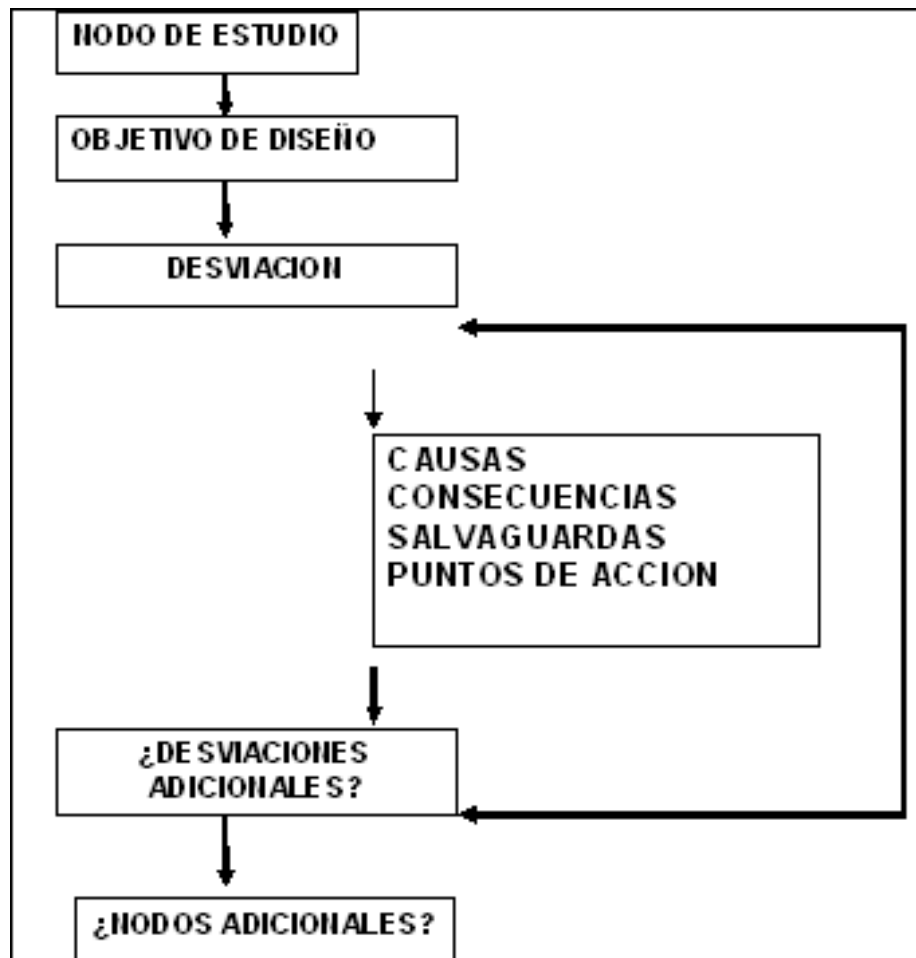 NODO DE ESTUDIO
OBJETIVO DE DISEÑO
DESVIACION
CAUSAS
CONSECUENCIAS
SALVAGUARDAS
PUNTOS DE ACCION
¿DESVIACIONES
ADICIONALES?
¿NODOS ADICIONALES?